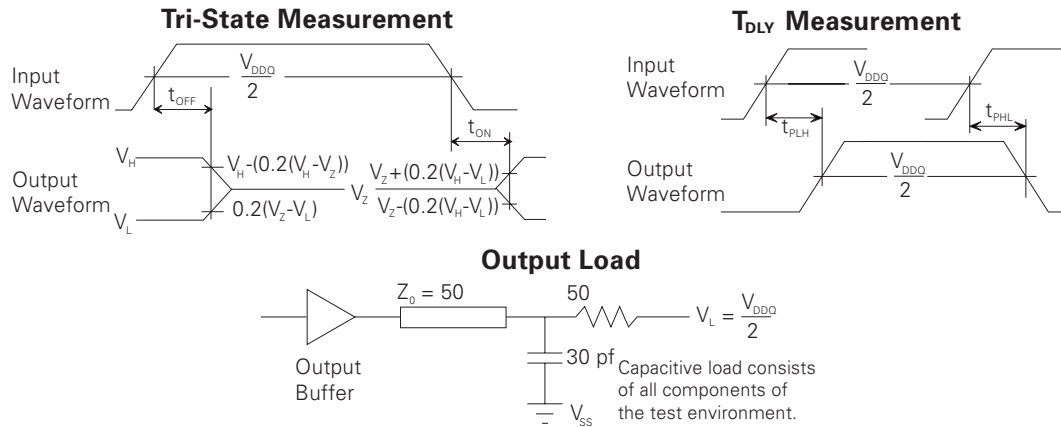 Tri-State Measurement
Input
Waveform
V_DDQ
2
t_OFF
t_ON
V_H
V_H-(0.2(V_H-V_Z))
V_Z+(0.2(V_H-V_L))
Output
Waveform
V_Z
V_L
0.2(V_Z-V_L)
V_Z-(0.2(V_H-V_L))
T_DLY Measurement
Input
Waveform
V_DDQ
2
t_PLH
t_PHL
Output
Waveform
V_DDQ
2
Output Load
Z_0 = 50
50
V_L = V_DDQ
2
Output
Buffer
30 pf
Capacitive load consists
of all components of
the test environment.
V_SS